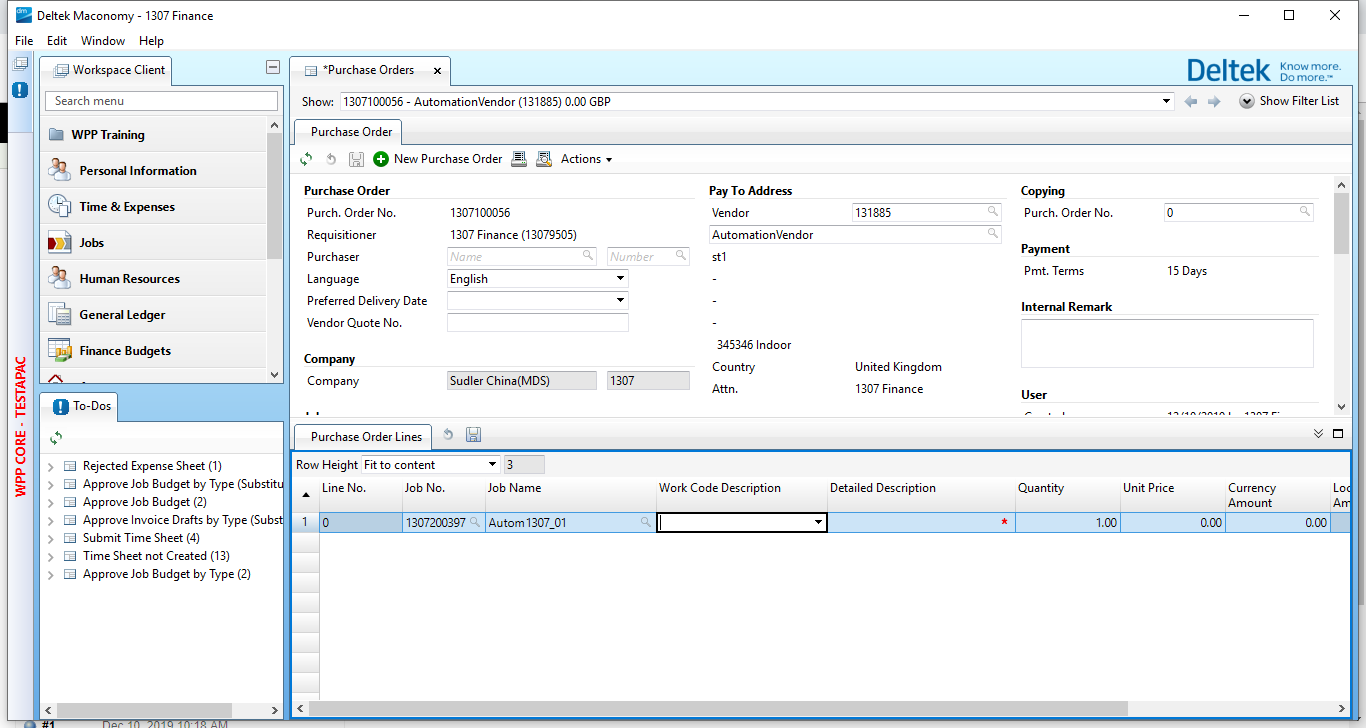 Deltek Maconomy - 1307 Finance
File Edit Window Help
WPP CORE - TESTAPAC
Workspace Client
Search menu
WPP Training
Personal Information
Time & Expenses
Jobs
Human Resources
General Ledger
Finance Budgets
To-Dos
Rejected Expense Sheet (1)
Approve Job Budget by Type (Substitu
Approve Job Budget (2)
Approve Invoice Drafts by Type (Subst
Submit Time Sheet (4)
Time Sheet not Created (13)
Approve Job Budget by Type (2)
*Purchase Orders
Deltek Know more.
Do more.™
Show: 1307100056 - AutomationVendor (131885) 0.00 GBP Show Filter List
Purchase Order
New Purchase Order Actions
Purchase Order
Purch. Order No. 1307100056
Requisitioner 1307 Finance (13079505)
Purchaser Name Number
Language English
Preferred Delivery Date
Vendor Quote No.
Company
Company Sudler China(MDS) 1307
Pay To Address
Vendor 131885
AutomationVendor
st1
-
-
-
345346 Indoor
Country United Kingdom
Attn. 1307 Finance
Copying
Purch. Order No. 0
Payment
Pmt. Terms 15 Days
Internal Remark
User
Purchase Order Lines
Row Height Fit to content 3
Line No. Job No. Job Name Work Code Description Detailed Description Quantity Unit Price Currency Amount Loc Am
1 0 1307200397 Autom1307_01 * 1.00 0.00 0.00
#1 Dec 10, 2019 10:18 AM